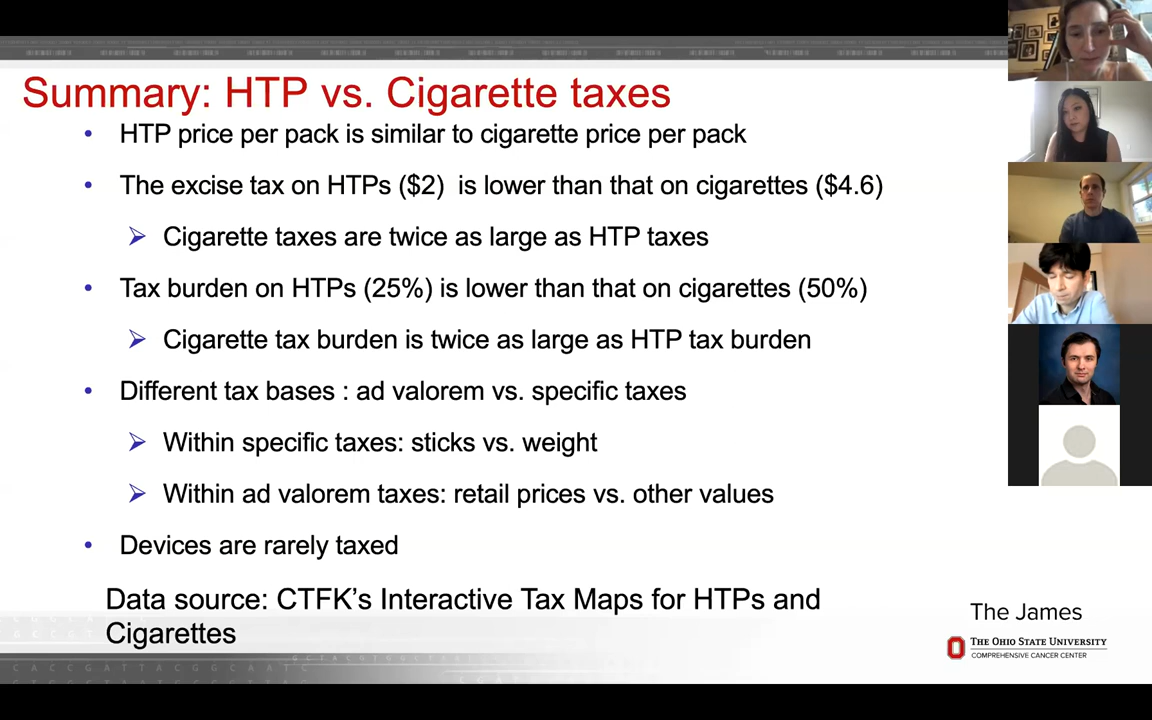 Summary: HTP vs. Cigarette taxes
• HTP price per pack is similar to cigarette price per pack
• The excise tax on HTPs ($2)  is lower than that on cigarettes ($4.6)
➢ Cigarette taxes are twice as large as HTP taxes
• Tax burden on HTPs (25%) is lower than that on cigarettes (50%)
➢ Cigarette tax burden is twice as large as HTP tax burden
• Different tax bases : ad valorem vs. specific taxes
➢ Within specific taxes: sticks vs. weight
➢ Within ad valorem taxes: retail prices vs. other values
• Devices are rarely taxed
Data source: CTFK’s Interactive Tax Maps for HTPs and
Cigarettes
The James
THE OHIO STATE UNIVERSITY
COMPREHENSIVE CANCER CENTER